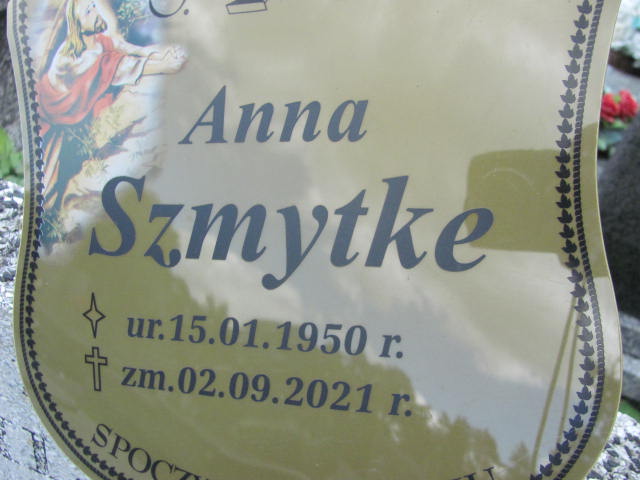 Anna
Szmytke
ur.15.01.1950 r.
zm.02.09.2021 r.